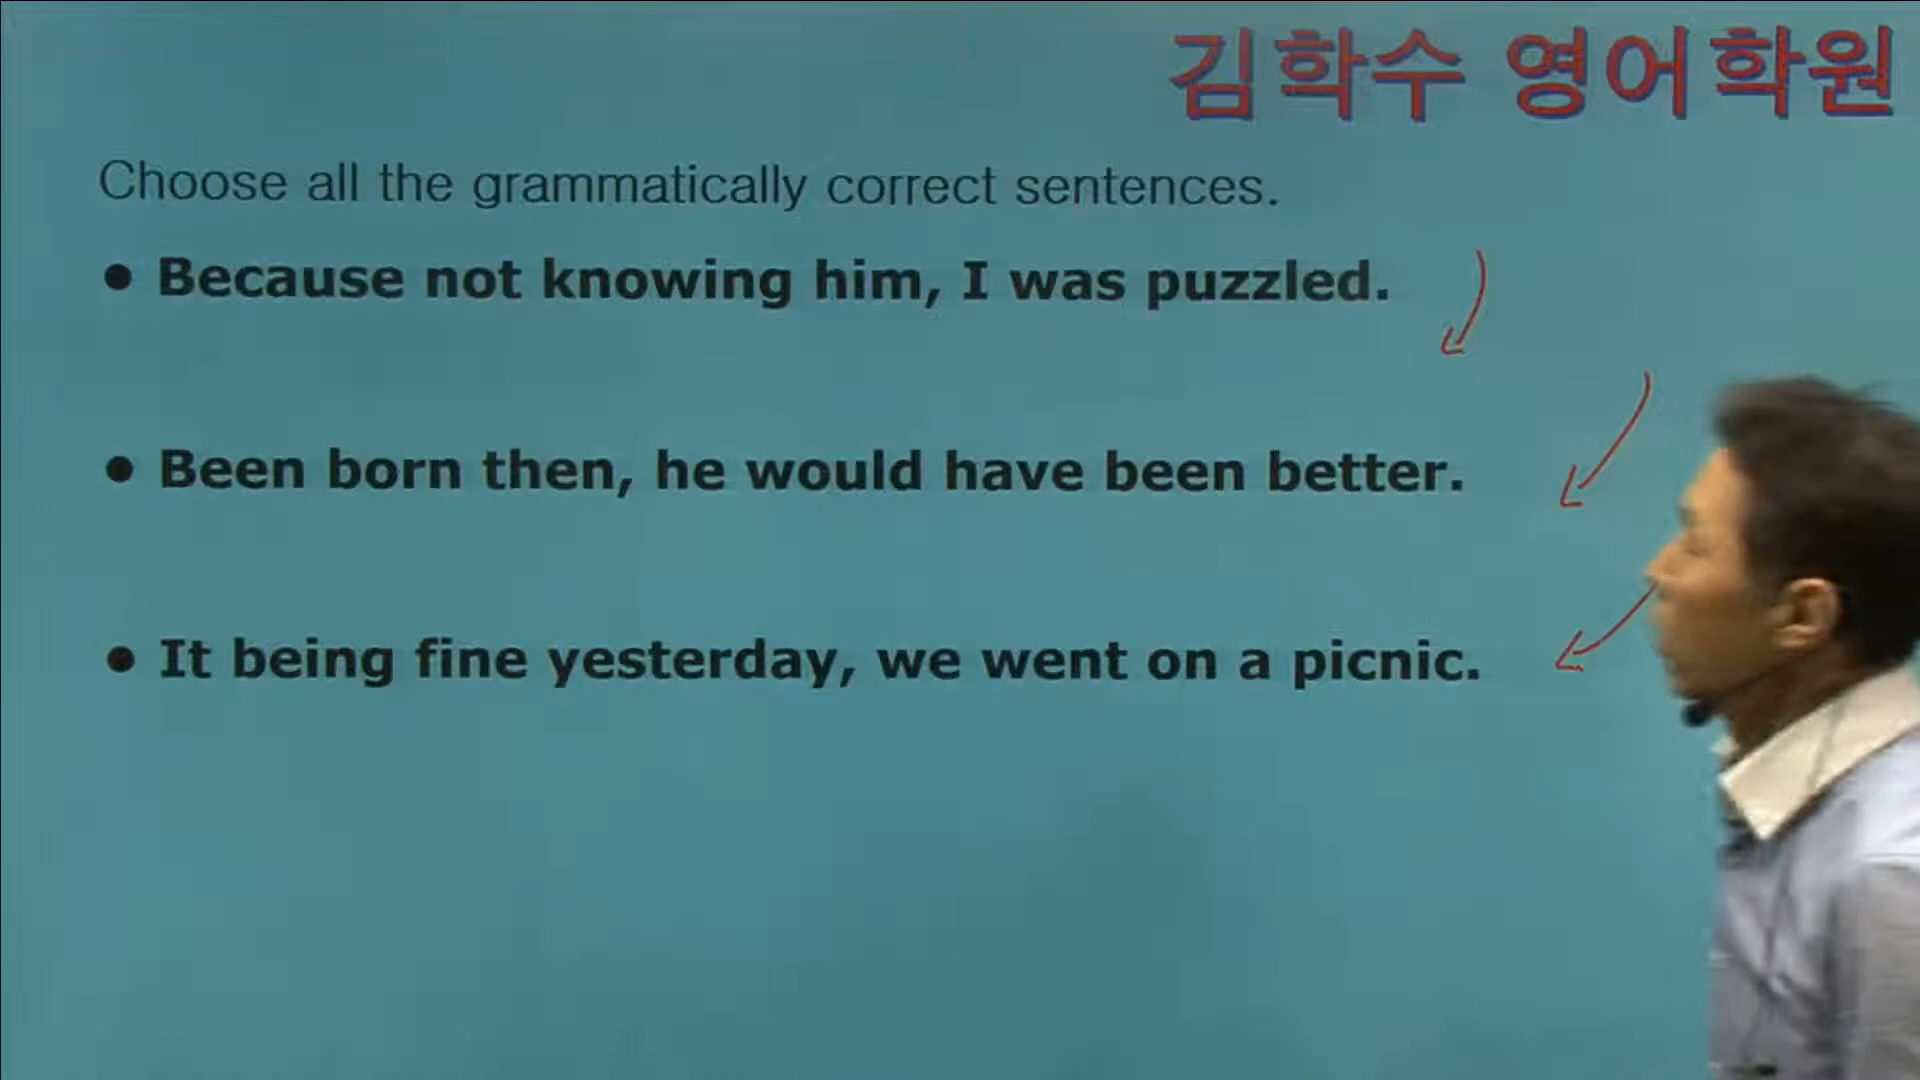 김학수 영어학원
Choose all the grammatically correct sentences.
● Because not knowing him, I was puzzled.
● Been born then, he would have been better.
● It being fine yesterday, we went on a picnic.